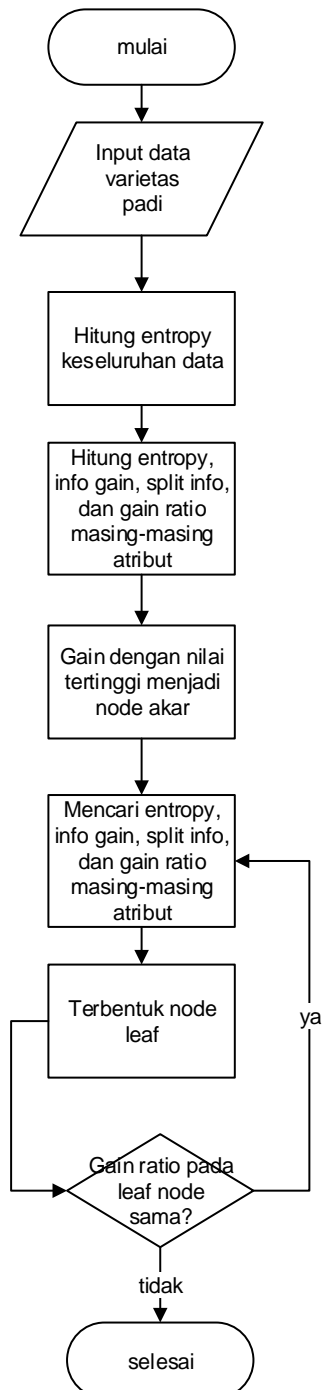 mulai
Input data
varietas
padi
Hitung entropy
keseluruhan data
Hitung entropy,
info gain, split info,
dan gain ratio
masing-masing
atribut
Gain dengan nilai
tertinggi menjadi
node akar
Mencari entropy,
info gain, split info,
dan gain ratio
masing-masing
atribut
Terbentuk node
leaf
ya
Gain ratio pada
leaf node
sama?
tidak
selesai